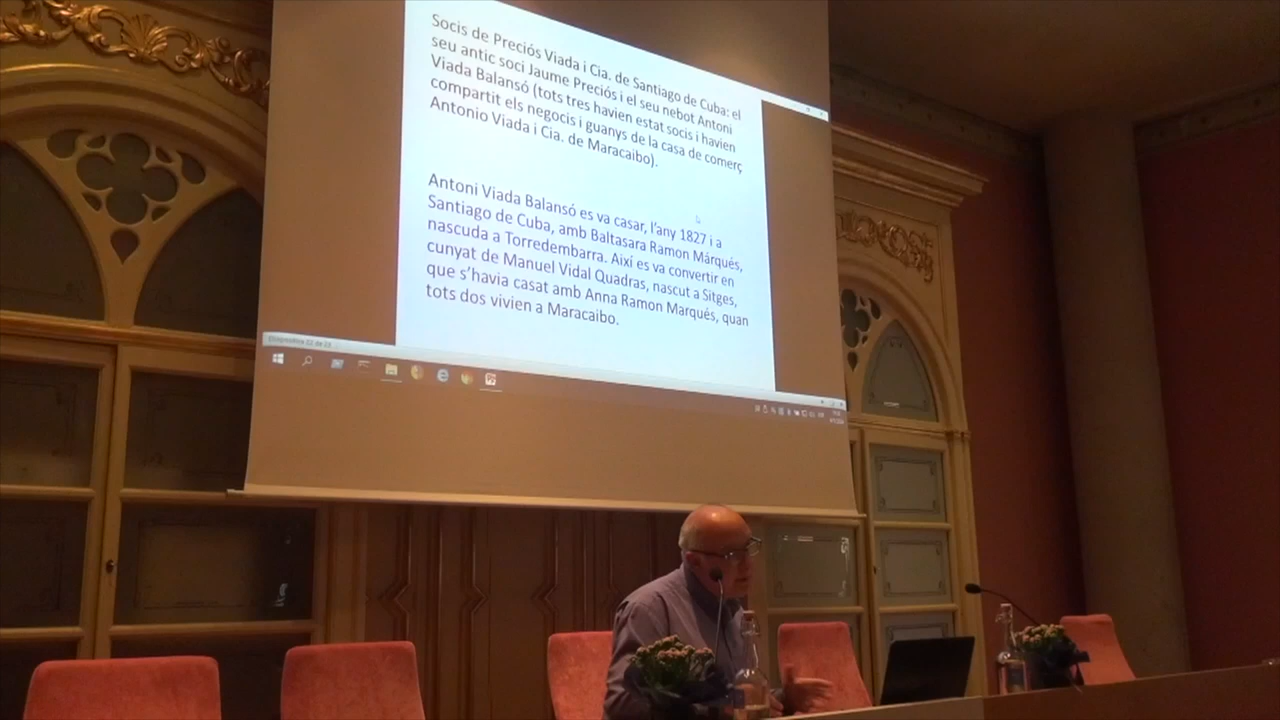 Socis de Preciós Viada i Cia. de Santiago de Cuba: el
seu antic soci Jaume Preciós i el seu nebot Antoni
Viada Balansó (tots tres havien estat socis i havien
compartit els negocis i guanys de la casa de comerç
Antonio Viada i Cia. de Maracaibo).
Antoni Viada Balansó es va casar, l'any 1827 i a
Santiago de Cuba, amb Baltasara Ramon Márqués,
nascuda a Torredembarra. Així es va convertir en
cunyat de Manuel Vidal Quadras, nascut a Sitges,
que s'havia casat amb Anna Ramon Marqués, quan
tots dos vivien a Maracaibo.